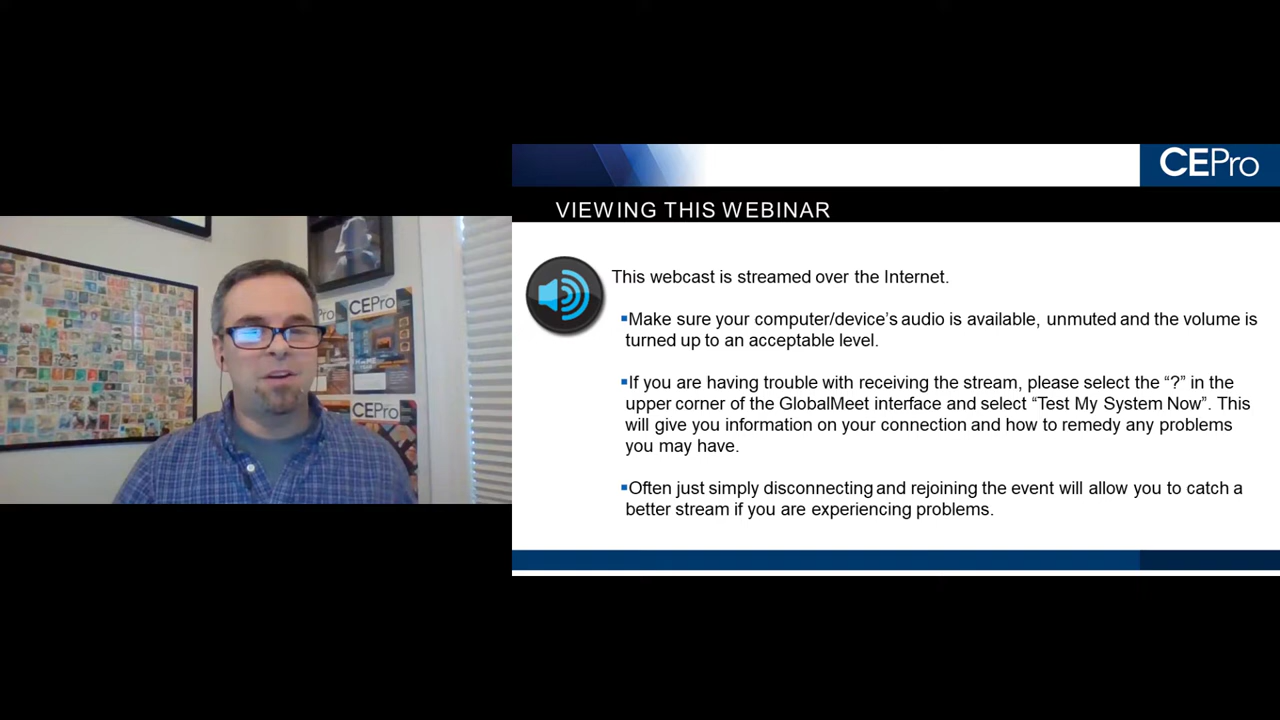 CEPro
VIEWING THIS WEBINAR
This webcast is streamed over the Internet.
▪Make sure your computer/device’s audio is available, unmuted and the volume is
turned up to an acceptable level.
▪If you are having trouble with receiving the stream, please select the “?” in the
upper corner of the GlobalMeet interface and select “Test My System Now”. This
will give you information on your connection and how to remedy any problems
you may have.
▪Often just simply disconnecting and rejoining the event will allow you to catch a
better stream if you are experiencing problems.
Pro
CEPro
CEPro